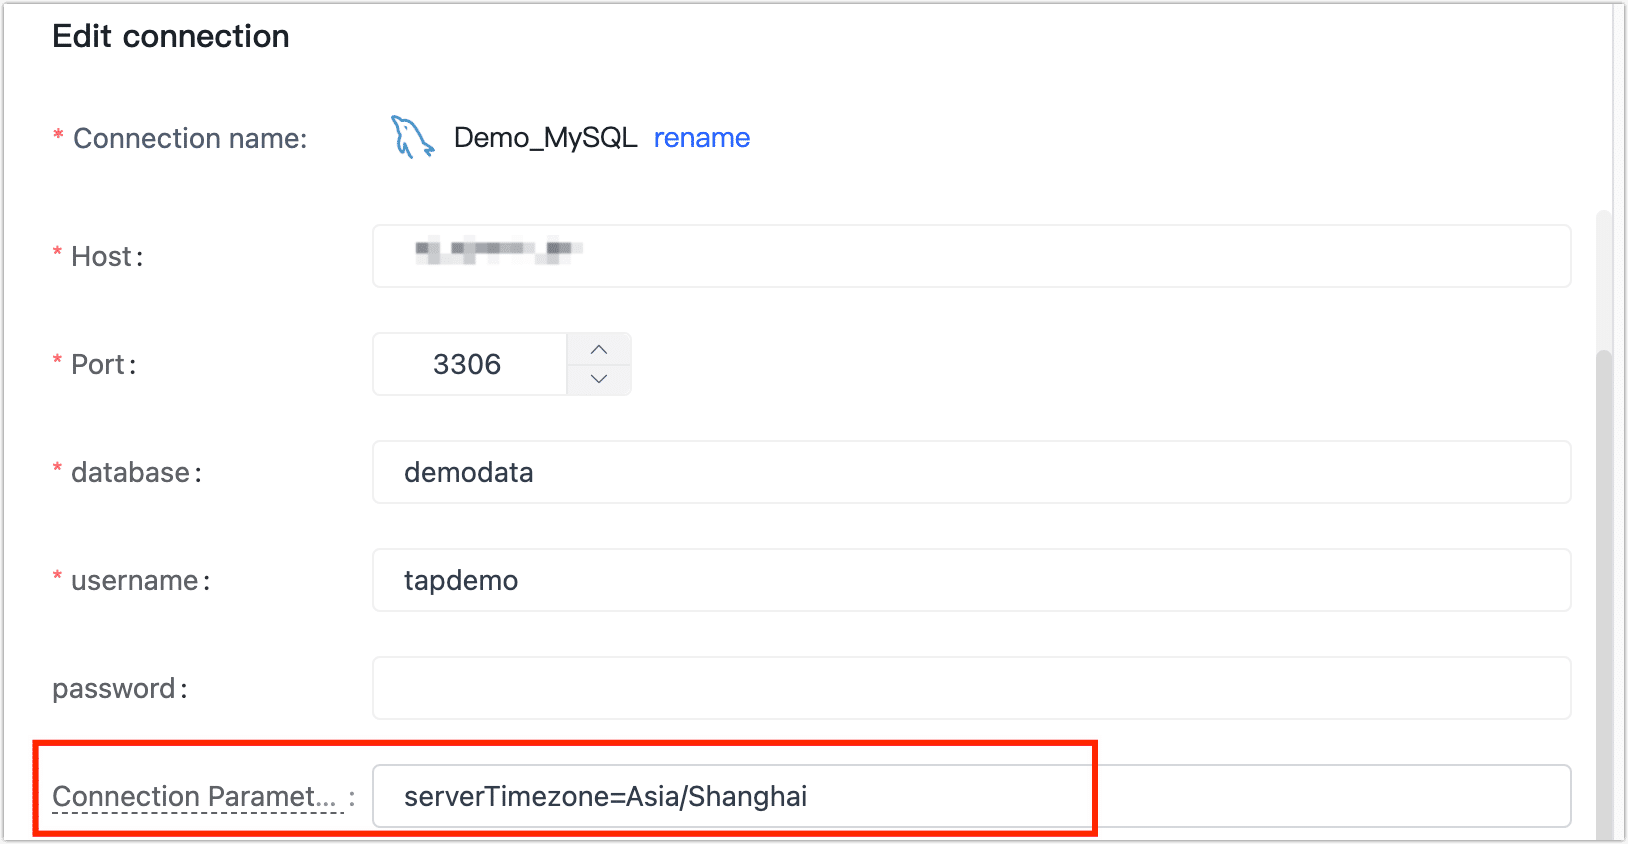 Edit connection
* Connection name: Demo_MySQL rename
* Host:
* Port: 3306
* database: demodata
* username: tapdemo
password:
Connection Paramet... : serverTimezone=Asia/Shanghai